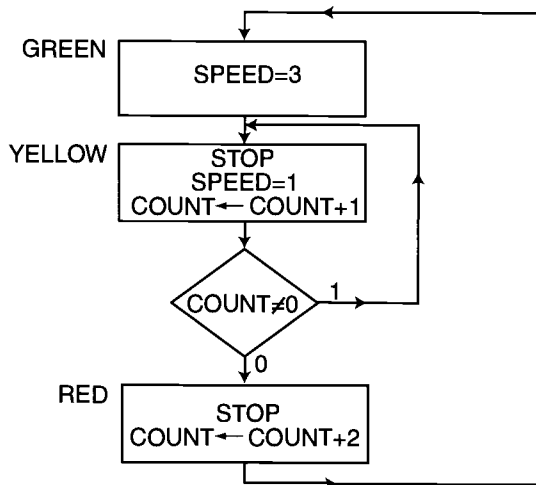 GREEN
SPEED=3
YELLOW
STOP
SPEED=1
COUNT ← COUNT+1
COUNT≠0
1
0
RED
STOP
COUNT ← COUNT+2